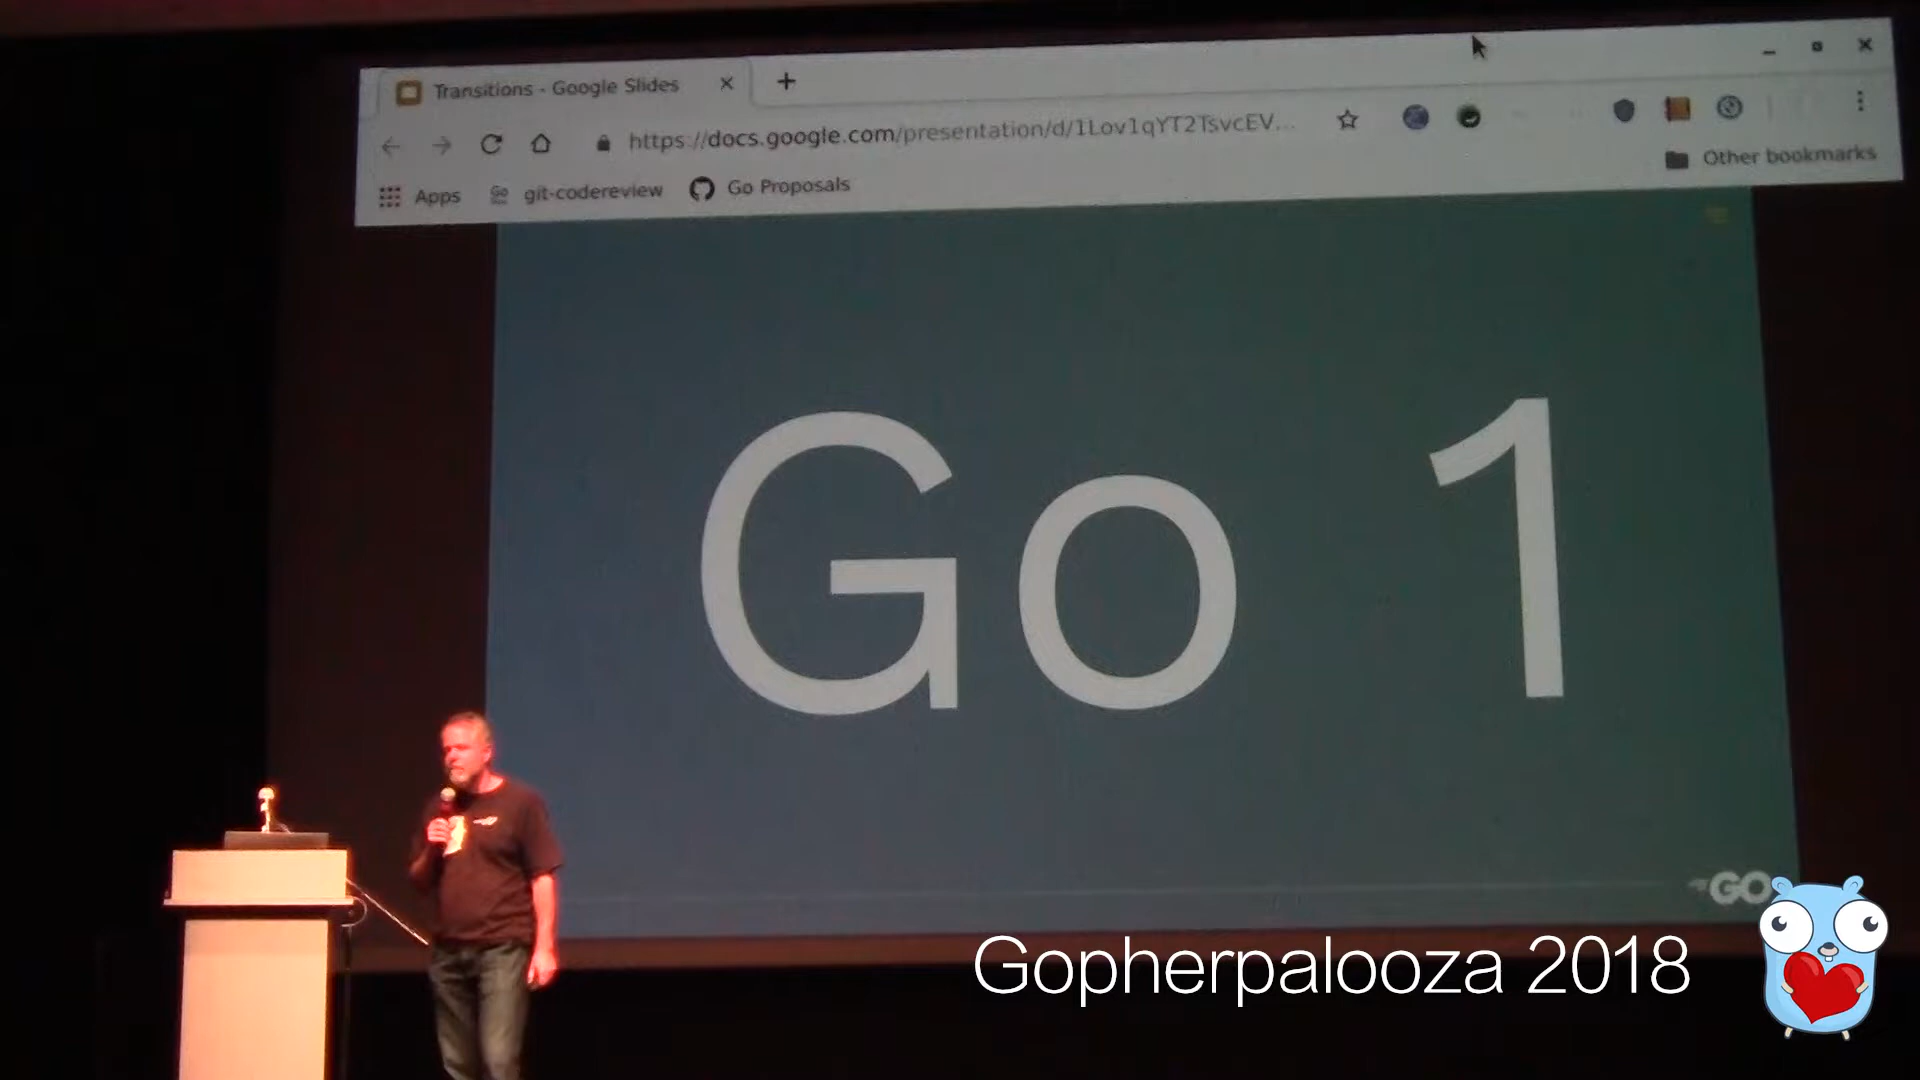 Transitions - Google Slides
https://docs.google.com/presentation/d/1Lov1qYT2TsvcEV...
Other bookmarks
Apps git-codereview Go Proposals
Go 1
GO
Gopherpalooza 2018